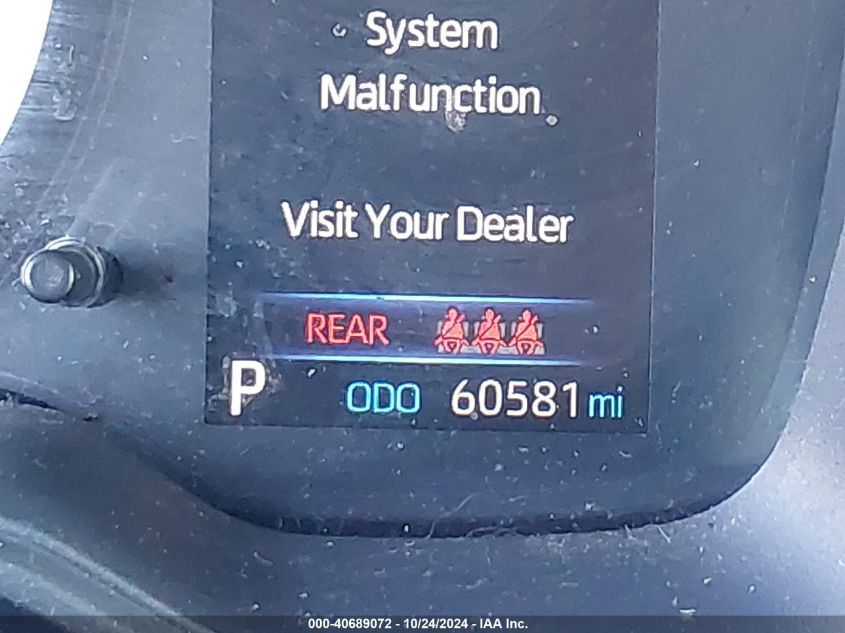 System
Malfunction
Visit Your Dealer
REAR
P ODO 60581 mi
000-40689072 - 10/24/2024 - IAA Inc.